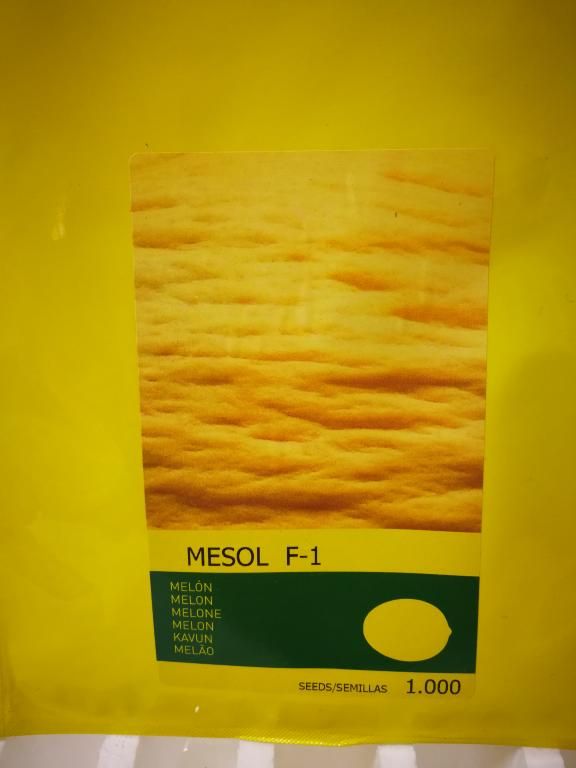 MESOL F-1
MELÓN
MELON
MELONE
MELON
KAVUN
MELÃO
SEEDS/SEMILLAS 1.000